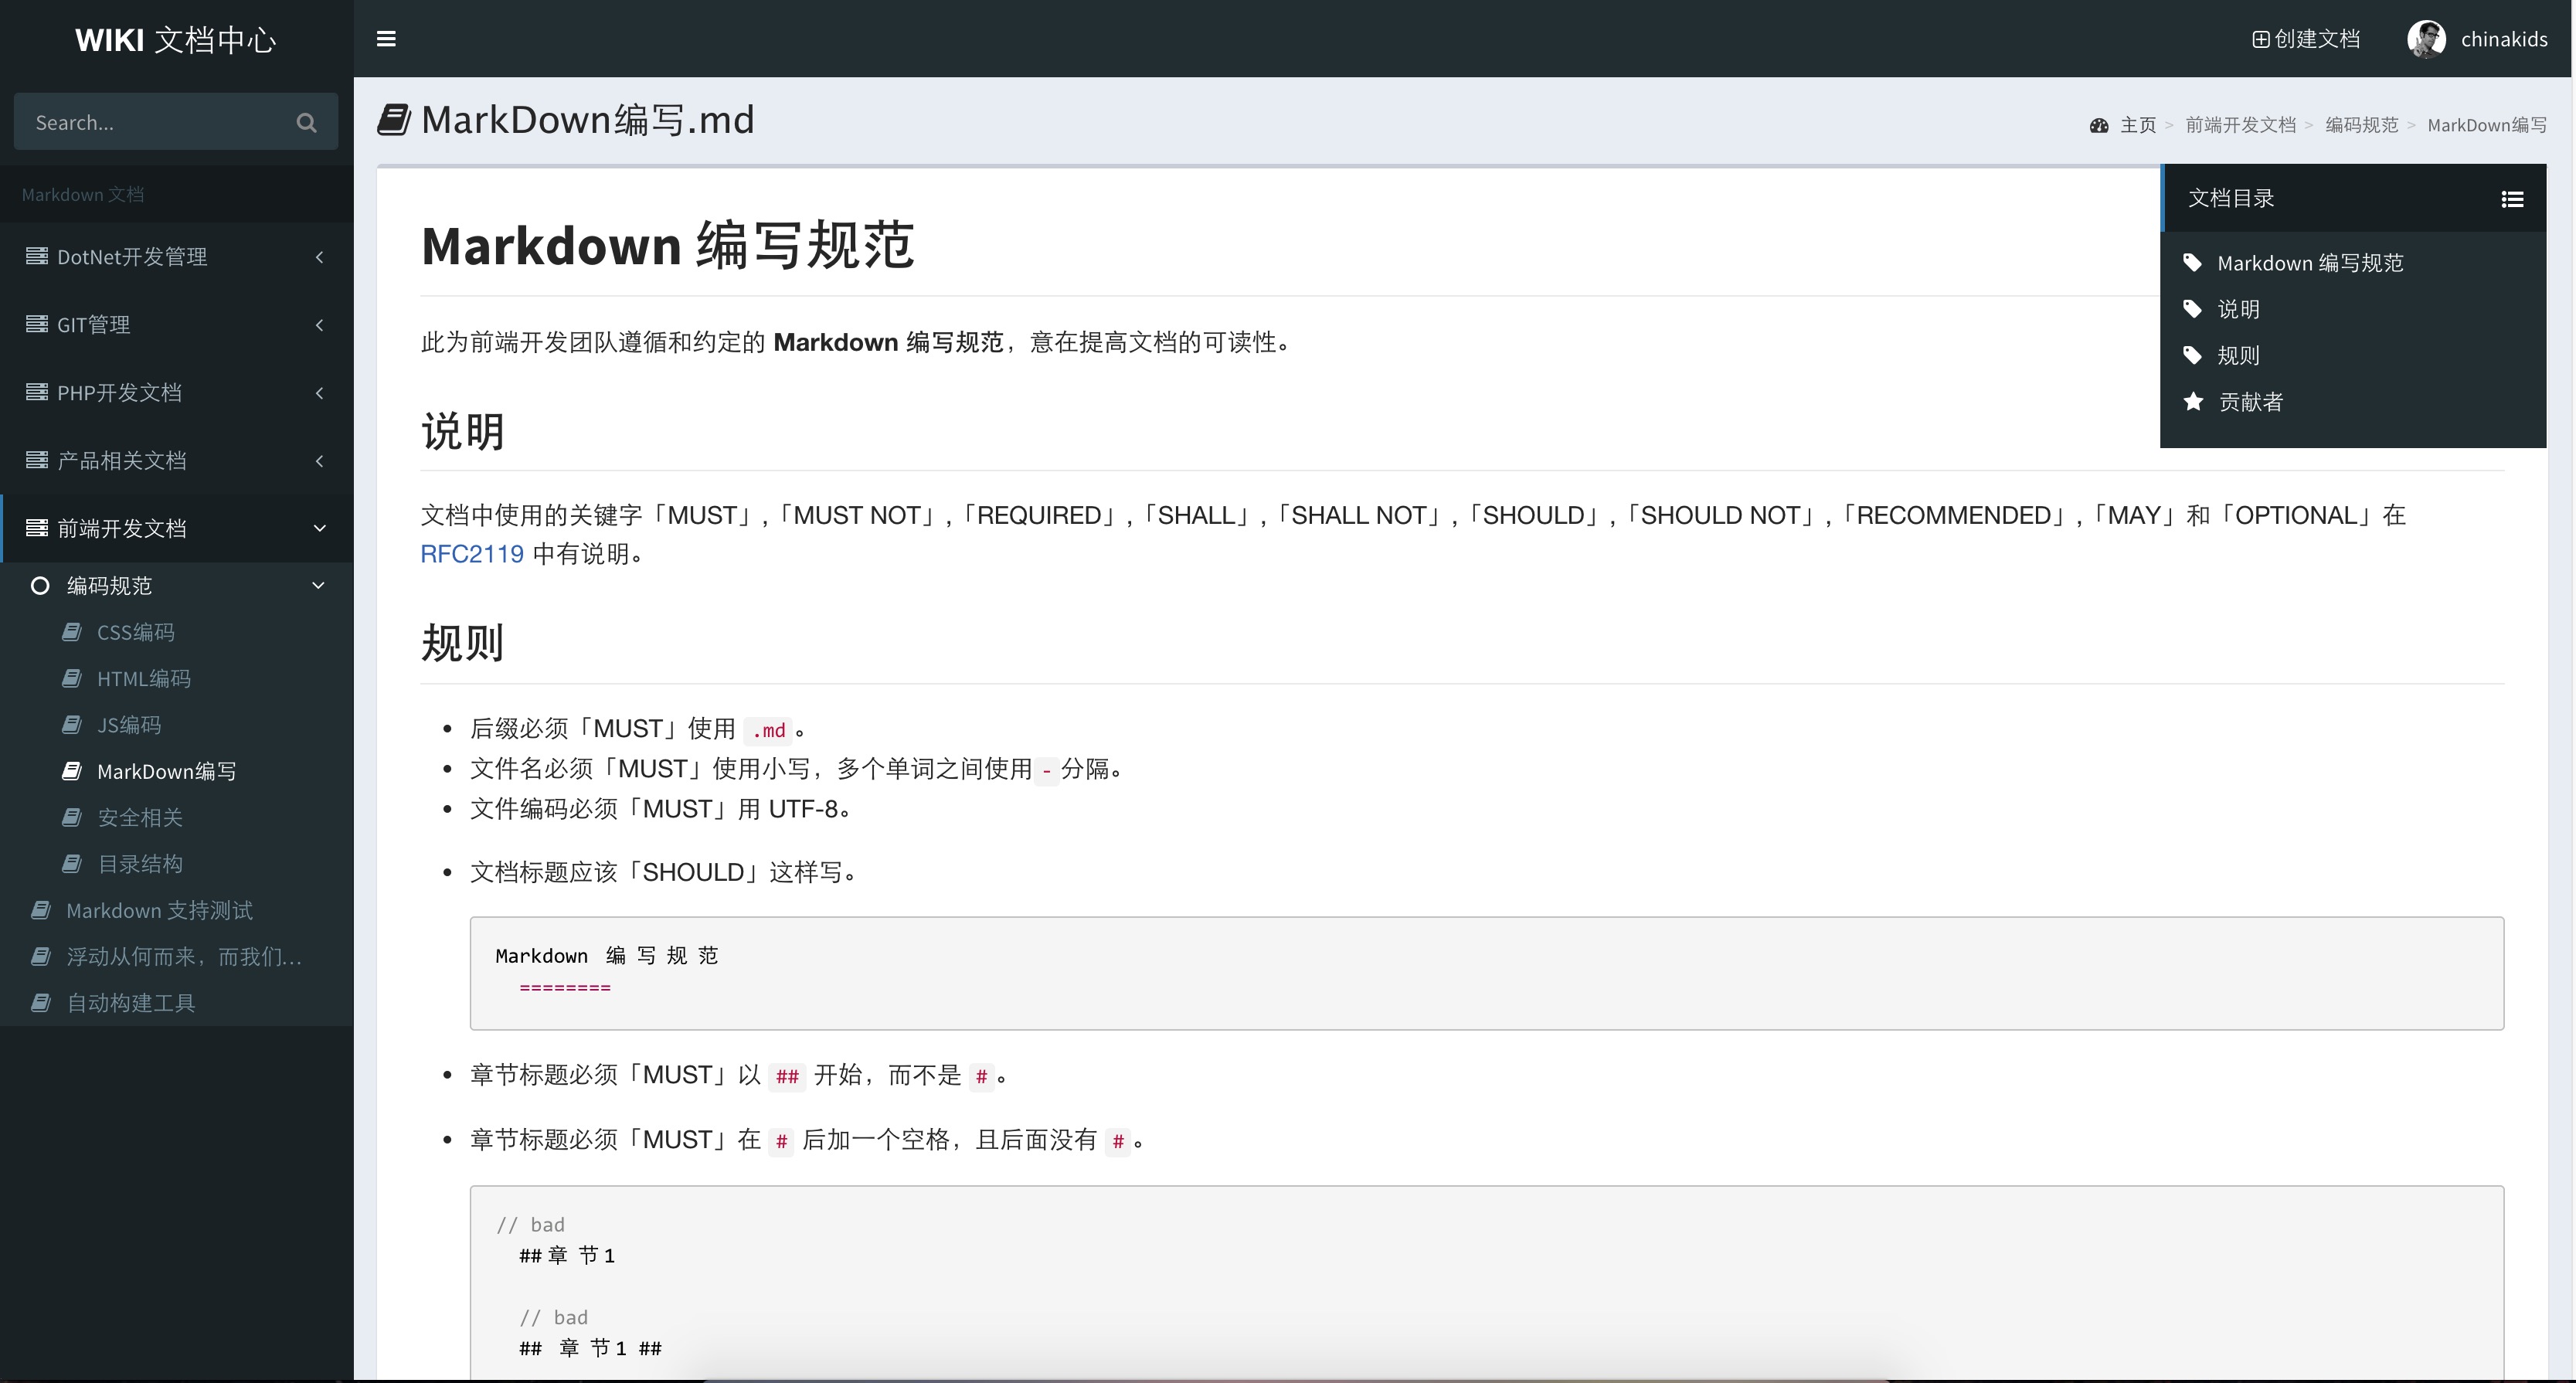 WIKI 文档中心
创建文档
chinakids
Search...
Markdown 文档
DotNet开发管理
GIT管理
PHP开发文档
产品相关文档
前端开发文档
编码规范
CSS编码
HTML编码
JS编码
MarkDown编写
安全相关
目录结构
Markdown 支持测试
浮动从何而来，而我们...
自动构建工具
MarkDown编写.md
主页 > 前端开发文档 > 编码规范 > MarkDown编写
文档目录
Markdown 编写规范
说明
规则
贡献者
Markdown 编写规范
此为前端开发团队遵循和约定的 Markdown 编写规范，意在提高文档的可读性。
说明
文档中使用的关键字「MUST」,「MUST NOT」,「REQUIRED」,「SHALL」,「SHALL NOT」,「SHOULD」,「SHOULD NOT」,「RECOMMENDED」,「MAY」和「OPTIONAL」在
RFC2119 中有说明。
规则
• 后缀必须「MUST」使用 .md 。
• 文件名必须「MUST」使用小写，多个单词之间使用 - 分隔。
• 文件编码必须「MUST」用 UTF-8。
• 文档标题应该「SHOULD」这样写。
Markdown 编写规范
========
• 章节标题必须「MUST」以 ## 开始，而不是 # 。
• 章节标题必须「MUST」在 # 后加一个空格，且后面没有 # 。
// bad
##章节1
// bad
## 章节1 ##